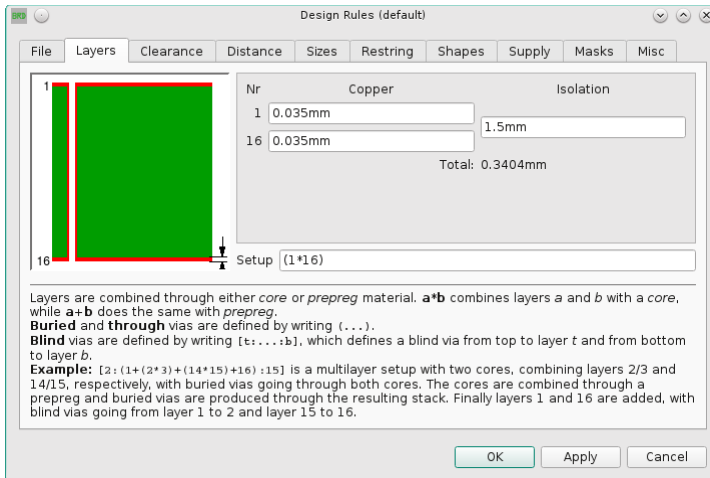 BRD
Design Rules (default)
File Layers Clearance Distance Sizes Restring Shapes Supply Masks Misc
1
16
Nr Copper Isolation
1 0.035mm
1.5mm
16 0.035mm
Total: 0.3404mm
Setup (1*16)
Layers are combined through either core or prepreg material. a*b combines layers a and b with a core,
while a+b does the same with prepreg.
Buried and through vias are defined by writing (...).
Blind vias are defined by writing [t:...:b], which defines a blind via from top to layer t and from bottom
to layer b.
Example: [2:(1+(2*3)+(14*15)+16):15] is a multilayer setup with two cores, combining layers 2/3 and
14/15, respectively, with buried vias going through both cores. The cores are combined through a
prepreg and buried vias are produced through the resulting stack. Finally layers 1 and 16 are added, with
blind vias going from layer 1 to 2 and layer 15 to 16.
OK Apply Cancel